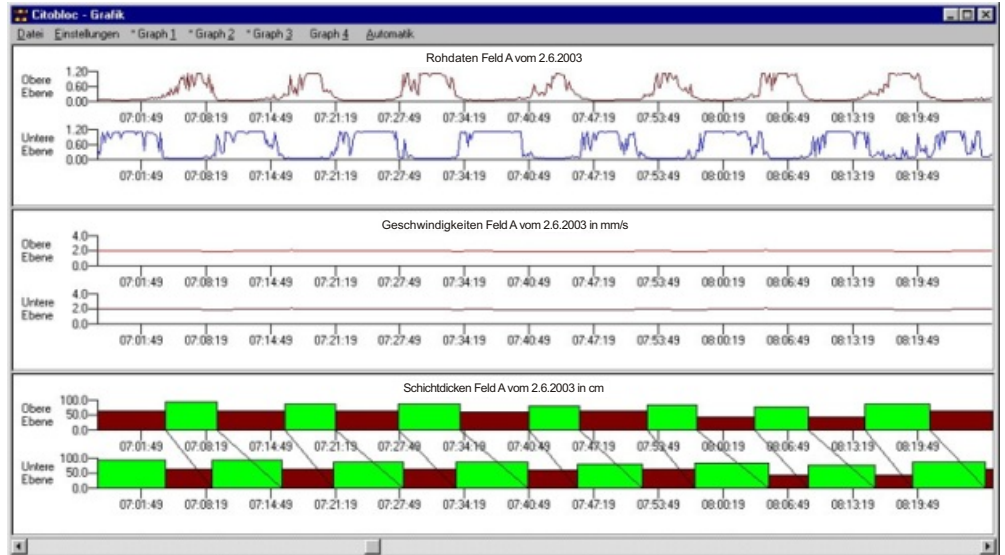 Citobloc - Grafik
Datei Einstellungen * Graph 1 * Graph 2 * Graph 3 Graph 4 Automatik
Rohdaten Feld A vom 2.6.2003
Obere Ebene
1.20
0.60
0.00
07:01:49 07:08:19 07:14:49 07:21:19 07:27:49 07:34:19 07:40:49 07:47:19 07:53:49 08:00:19 08:06:49 08:13:19 08:19:49
Untere Ebene
1.20
0.60
0.00
07:01:49 07:08:19 07:14:49 07:21:19 07:27:49 07:34:19 07:40:49 07:47:19 07:53:49 08:00:19 08:06:49 08:13:19 08:19:49
Geschwindigkeiten Feld A vom 2.6.2003 in mm/s
Obere Ebene
4.0
2.0
0.0
07:01:49 07:08:19 07:14:49 07:21:19 07:27:49 07:34:19 07:40:49 07:47:19 07:53:49 08:00:19 08:06:49 08:13:19 08:19:49
Untere Ebene
4.0
2.0
0.0
07:01:49 07:08:19 07:14:49 07:21:19 07:27:49 07:34:19 07:40:49 07:47:19 07:53:49 08:00:19 08:06:49 08:13:19 08:19:49
Schichtdicken Feld A vom 2.6.2003 in cm
Obere Ebene
100.0
50.0
0.0
07:01:49 07:08:19 07:14:49 07:21:19 07:27:49 07:34:19 07:40:49 07:47:19 07:53:49 08:00:19 08:06:49 08:13:19 08:19:49
Untere Ebene
100.0
50.0
0.0
07:01:49 07:08:19 07:14:49 07:21:19 07:27:49 07:34:19 07:40:49 07:47:19 07:53:49 08:00:19 08:06:49 08:13:19 08:19:49